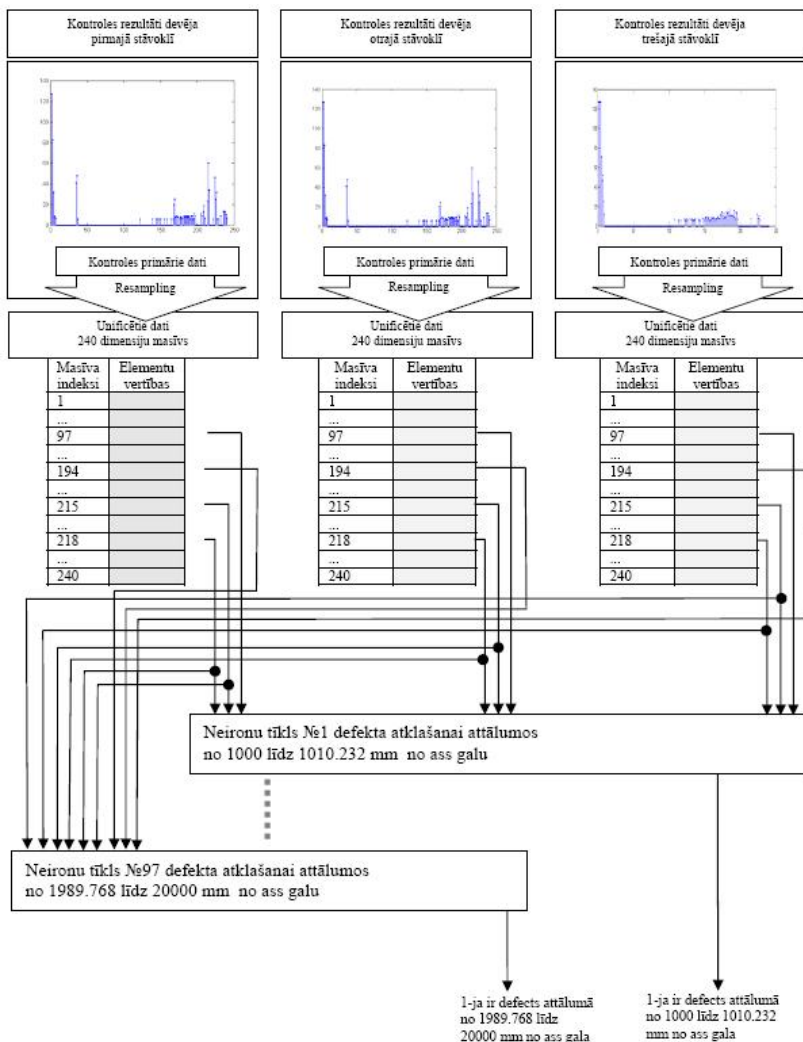 Kontroles rezultāti devēja
pirmajā stāvoklī
Kontroles rezultāti devēja
otrajā stāvoklī
Kontroles rezultāti devēja
trešajā stāvoklī
Kontroles primārie dati
Kontroles primārie dati
Kontroles primārie dati
Resampling
Resampling
Resampling
Unificētie dati
240 dimensiju masīvs
Unificētie dati
240 dimensiju masīvs
Unificētie dati
240 dimensiju masīvs
Masīva indeksi
Elementu vertības
1
...
97
...
194
...
215
...
218
...
240
Masīva indeksi
Elementu vertības
1
...
97
...
194
...
215
...
218
...
240
Masīva indeksi
Elementu vertības
1
...
97
...
194
...
215
...
218
...
240
Neironu tīkls №1 defekta atklašanai attālumos
no 1000 līdz 1010.232 mm no ass galu
Neironu tīkls №97 defekta atklašanai attālumos
no 1989.768 līdz 20000 mm no ass galu
1-ja ir defects attālumā
no 1989.768 līdz
20000 mm no ass gala
1-ja ir defects attālumā
no 1000 līdz 1010.232
mm no ass gala